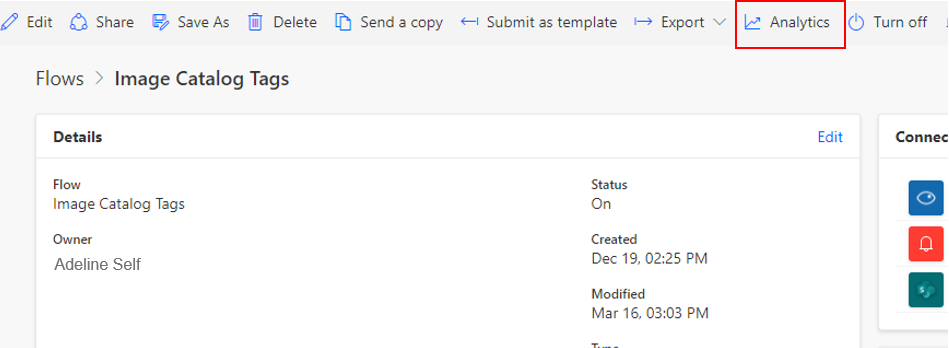 Edit Share Save As Delete Send a copy Submit as template Export Analytics Turn off
Flows > Image Catalog Tags
Details Edit
Connec
Flow
Image Catalog Tags
Status
On
Owner
Adeline Self
Created
Dec 19, 02:25 PM
Modified
Mar 16, 03:03 PM